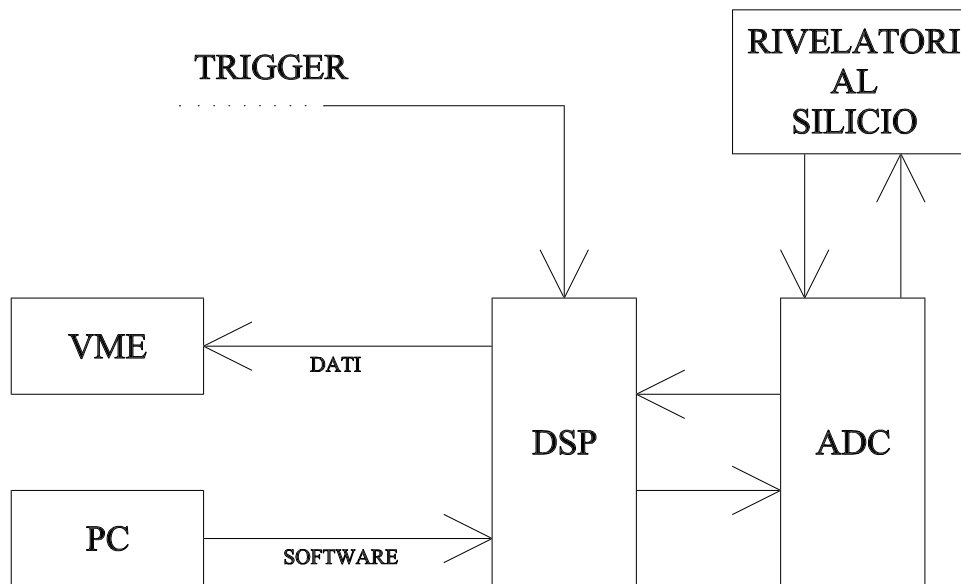 TRIGGER
RIVELATORI
AL
SILICIO
VME
DATI
DSP
ADC
PC
SOFTWARE